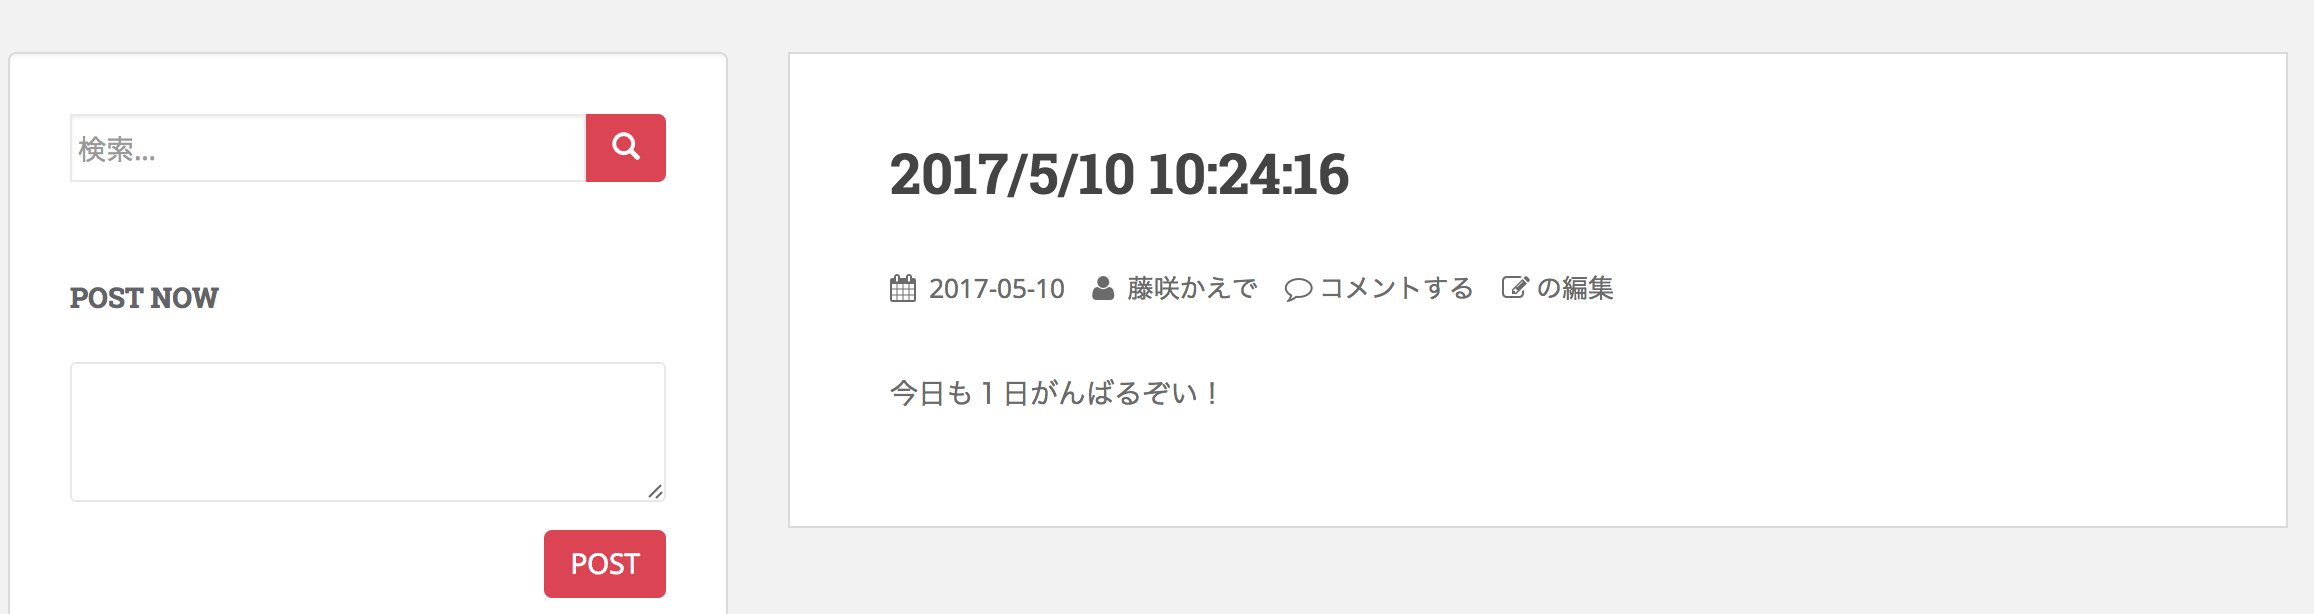 検索...
POST NOW
POST
2017/5/10 10:24:16
2017-05-10 藤咲かえで コメントする の編集
今日も１日がんばるぞい！